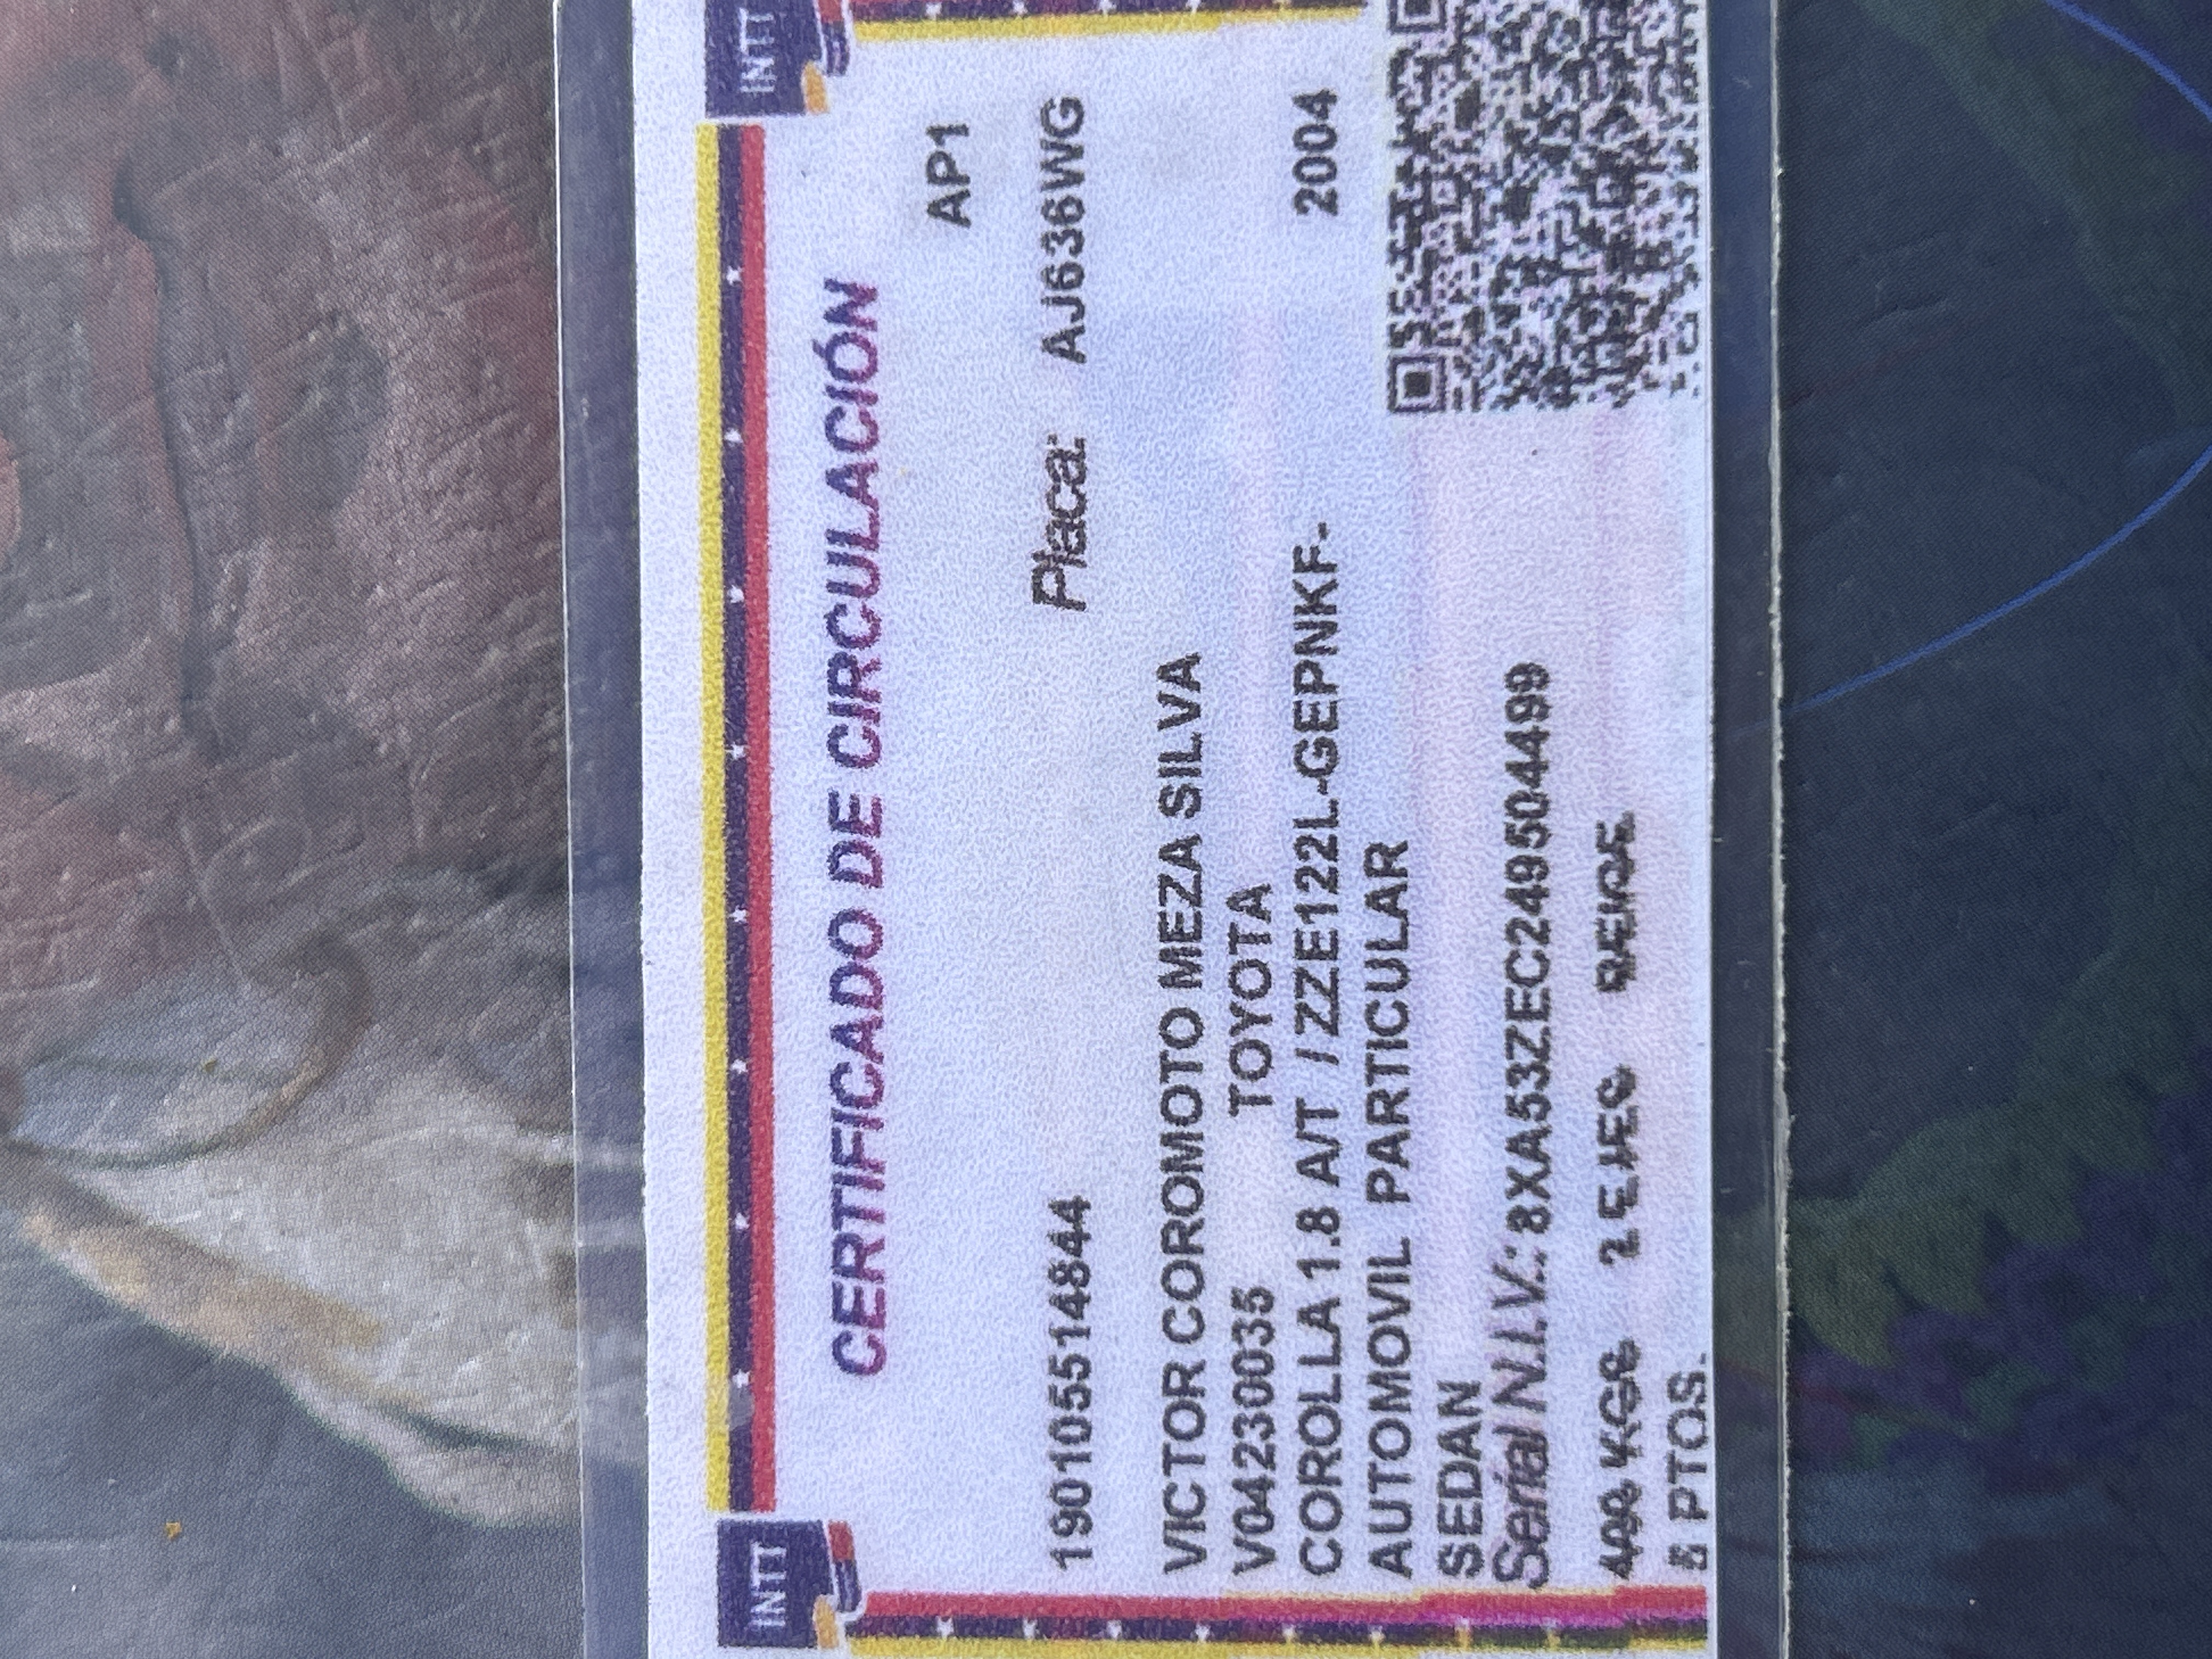 INTT
INTT
CERTIFICADO DE CIRCULACIÓN
AP1
190105514844 Placa: AJ636WG
VICTOR COROMOTO MEZA SILVA
V04230035 TOYOTA
COROLLA 1.8 A/T / ZZE122L-GEPNKF- 2004
AUTOMOVIL PARTICULAR
SEDAN
Serial N.I.V.: 8XA53ZEC249504499
2 EJES
5 PTOS.